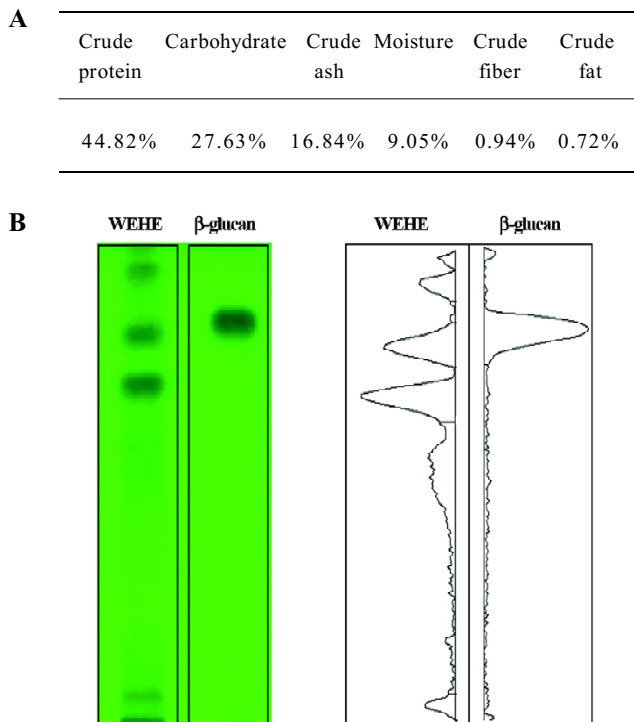 A
Crude Carbohydrate Crude Moisture Crude Crude
protein ash fiber fat
44.82% 27.63% 16.84% 9.05% 0.94% 0.72%
B
WEHE β-glucan WEHE β-glucan